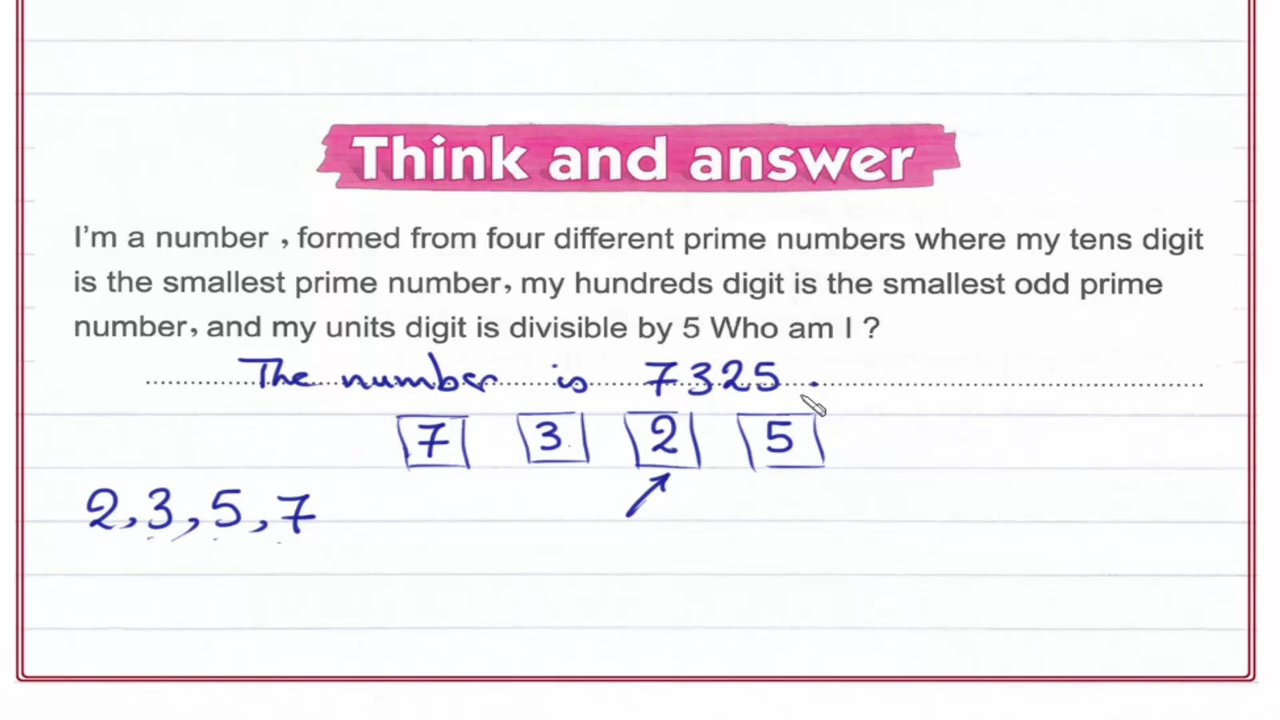 Think and answer
I'm a number , formed from four different prime numbers where my tens digit
is the smallest prime number, my hundreds digit is the smallest odd prime
number, and my units digit is divisible by 5 Who am I ?
The number is 7325 .
7 3 2 5
2, 3, 5, 7